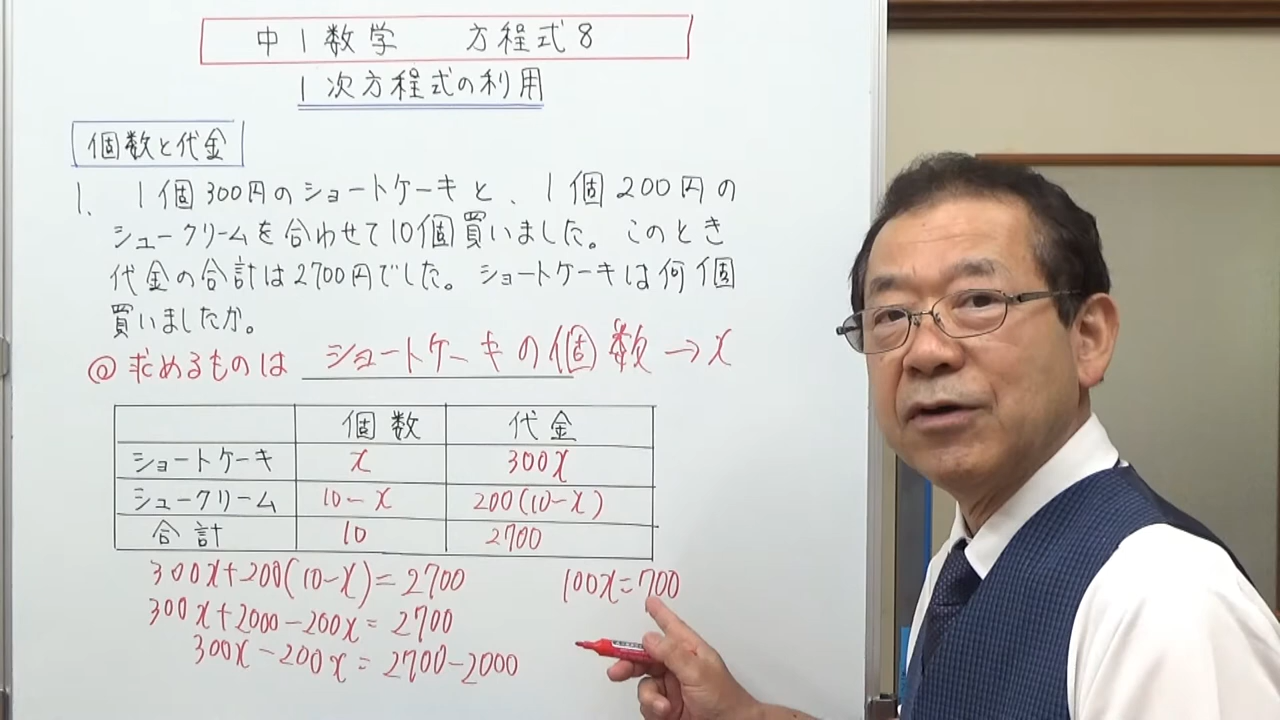 中1数学 方程式8
1次方程式の利用
個数と代金
1. 1個300円のショートケーキと、1個200円の
シュークリームを合わせて10個買いました。このとき
代金の合計は2700円でした。ショートケーキは何個
買いましたか。
@ 求めるものは ショートケーキの個数→x
個数 代金
ショートケーキ x 300x
シュークリーム 10-x 200(10-x)
合計 10 2700
300x+200(10-x)=2700
300x+2000-200x=2700
300x-200x=2700-2000
100x=700